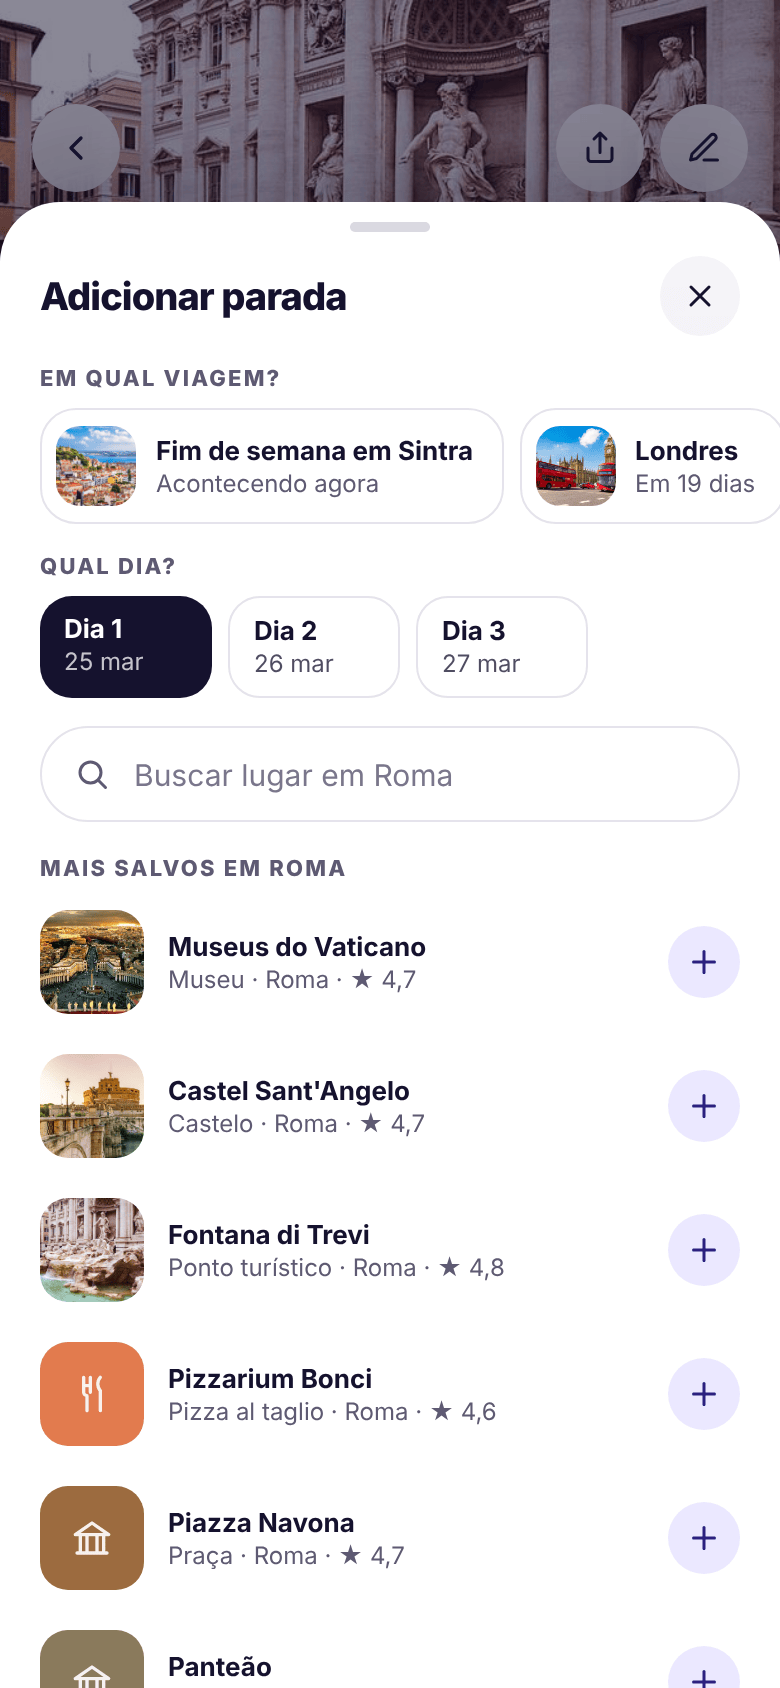 Adicionar parada
EM QUAL VIAGEM?
Fim de semana em Sintra
Acontecendo agora
Londres
Em 19 dias
QUAL DIA?
Dia 1
25 mar
Dia 2
26 mar
Dia 3
27 mar
Buscar lugar em Roma
MAIS SALVOS EM ROMA
Museus do Vaticano
Museu · Roma · ★ 4,7
Castel Sant'Angelo
Castelo · Roma · ★ 4,7
Fontana di Trevi
Ponto turístico · Roma · ★ 4,8
Pizzarium Bonci
Pizza al taglio · Roma · ★ 4,6
Piazza Navona
Praça · Roma · ★ 4,7
Panteão